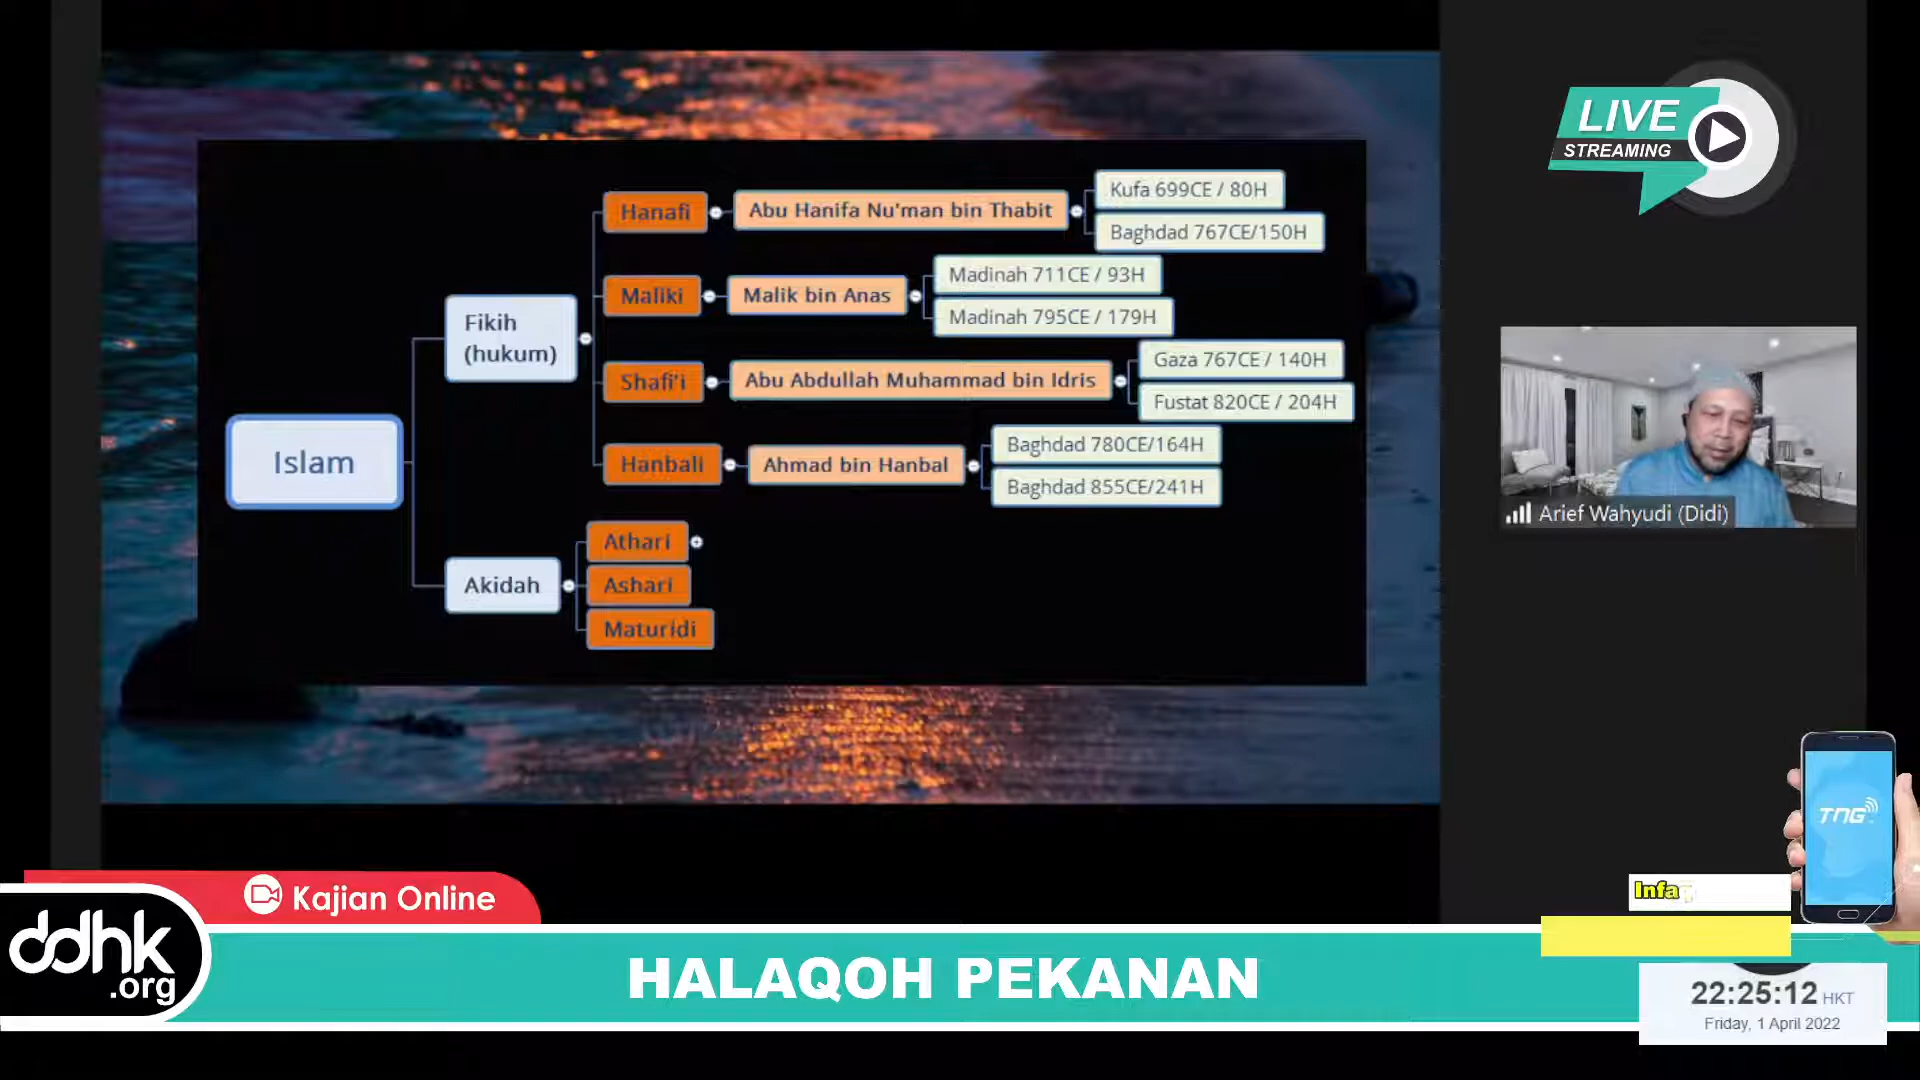 LIVE
STREAMING
Islam
Fikih
(hukum)
Hanafi
Abu Hanifa Nu'man bin Thabit
Kufa 699CE / 80H
Baghdad 767CE/150H
Maliki
Malik bin Anas
Madinah 711CE / 93H
Madinah 795CE / 179H
Shafi'i
Abu Abdullah Muhammad bin Idris
Gaza 767CE / 140H
Fustat 820CE / 204H
Hanbali
Ahmad bin Hanbal
Baghdad 780CE/164H
Baghdad 855CE/241H
Akidah
Athari
Ashari
Maturidi
Arief Wahyudi (Didi)
TNG
Infaq
Kajian Online
ddhk
.org
HALAQOH PEKANAN
22:25:12 HKT
Friday, 1 April 2022